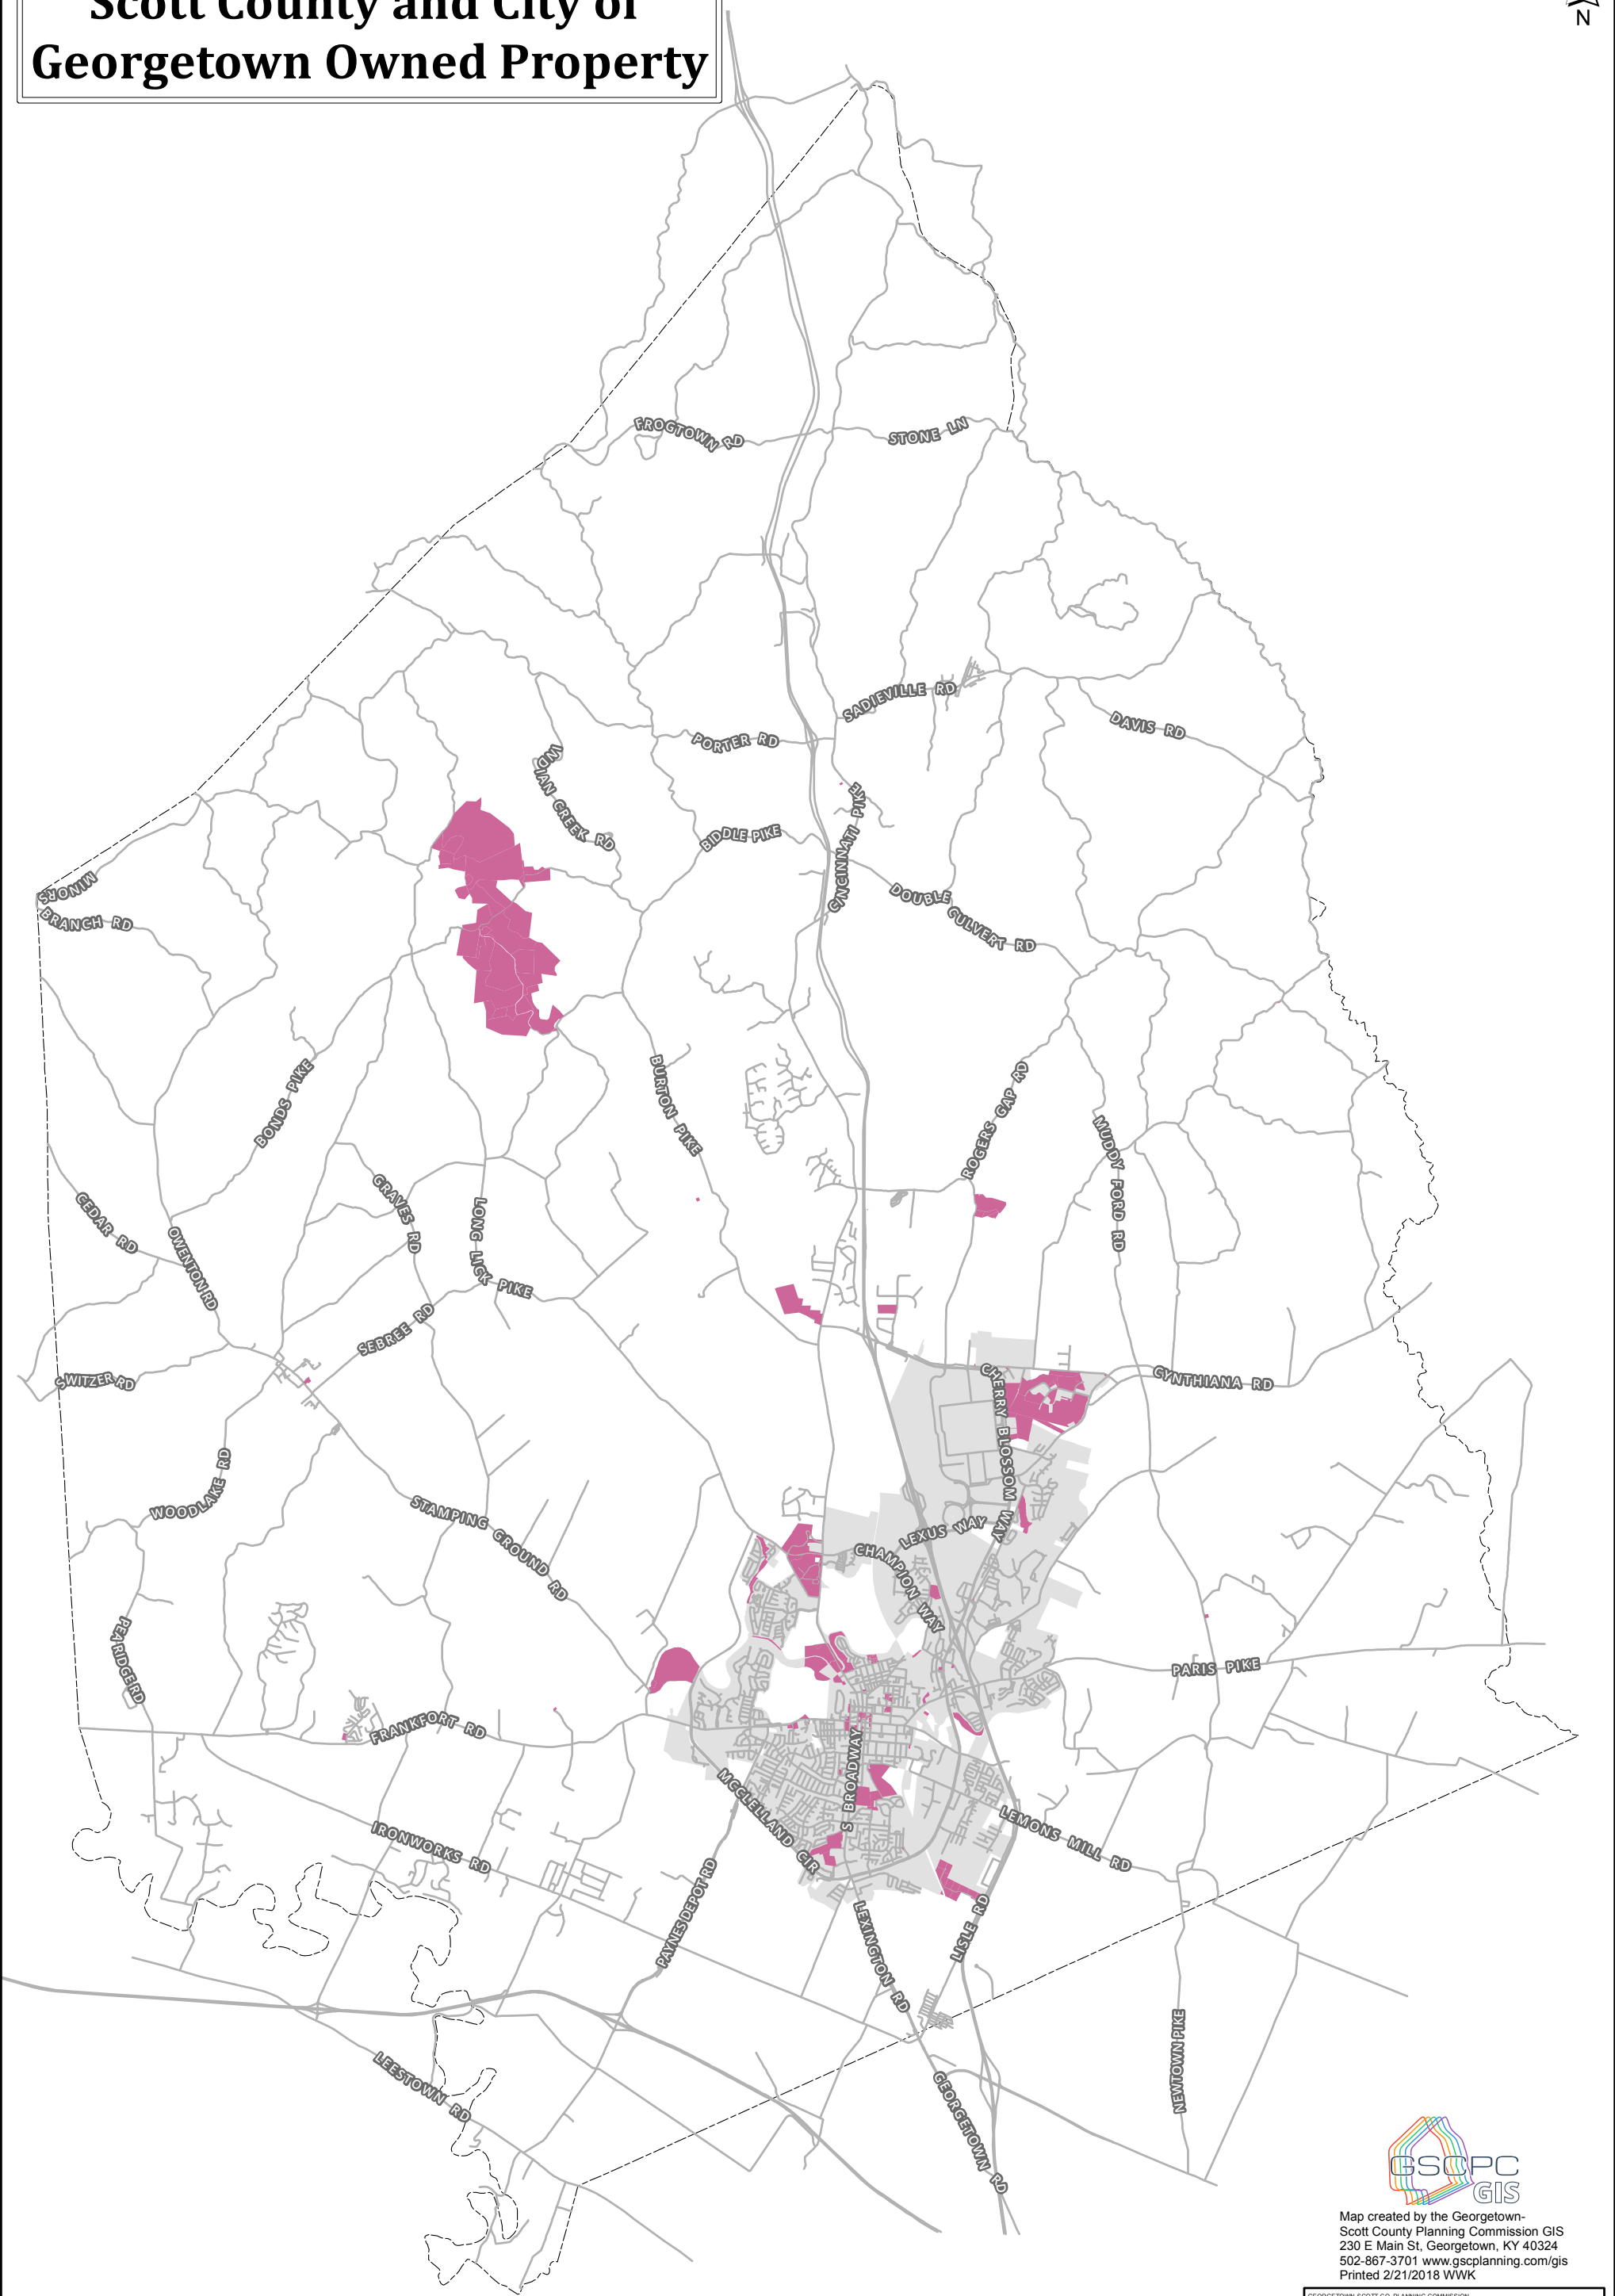 Scott County and City of
Georgetown Owned Property
N
FROGTOWN RD
STONE LN
SADIEVILLE RD
DAVIS RD
PORTER RD
INDIAN CREEK RD
BIDDLE PIKE
CINCINNATI PIKE
DOUBLE CULVERT RD
MINORS
BRANCH RD
BONDS PIKE
BURTON PIKE
ROGERS GAP RD
MUDDY FORD RD
CEDAR RD
OWENTON RD
GRAVES RD
LONG LICK PIKE
SEBREE RD
SWITZER RD
CYNTHIANA RD
CHERRY BLOSSOM WAY
WOODLAKE RD
STAMPING GROUND RD
LEXUS WAY
CHAMPION WAY
PEA RIDGE RD
PARIS PIKE
FRANKFORT RD
S BROADWAY
MCCLELLAND CIR
LEMONS MILL RD
IRONWORKS RD
PAYNES DEPOT RD
LISLE RD
LEXINGTON RD
NEWTOWN PIKE
LEESTOWN RD
GEORGETOWN RD
GSCPC
GIS
Map created by the Georgetown-
Scott County Planning Commission GIS
230 E Main St, Georgetown, KY 40324
502-867-3701 www.gscplanning.com/gis
Printed 2/21/2018 WWK